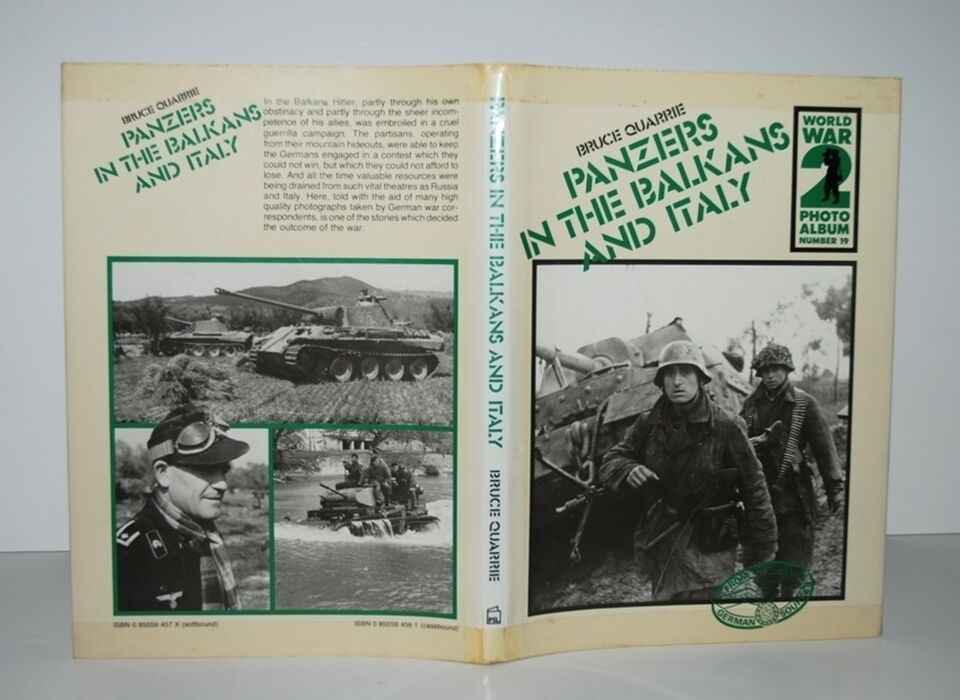 BRUCE QUARRIE
PANZERS
IN THE BALKANS
AND ITALY
In the Balkans Hitler, partly through his own
obstinacy and partly through the sheer incom-
petence of his allies, was embroiled in a cruel
guerrilla campaign. The partisans, operating
from their mountain hideouts, were able to keep
the Germans engaged in a contest which they
could not win, but which they could not afford to
lose. And all the time valuable resources were
being drained from such vital theatres as Russia
and Italy. Here, told with the aid of many high
quality photographs taken by German war cor-
respondents, is one of the stories which decided
the outcome of the war.
ISBN 0 85059 457 X (softbound)
ISBN 0 85059 456 1 (casebound)
PANZERS IN THE BALKANS AND ITALY
BRUCE QUARRIE
PSL
BRUCE QUARRIE
PANZERS
IN THE BALKANS
AND ITALY
WORLD
WAR
2
PHOTO
ALBUM
NUMBER 19
FROM
GERMAN